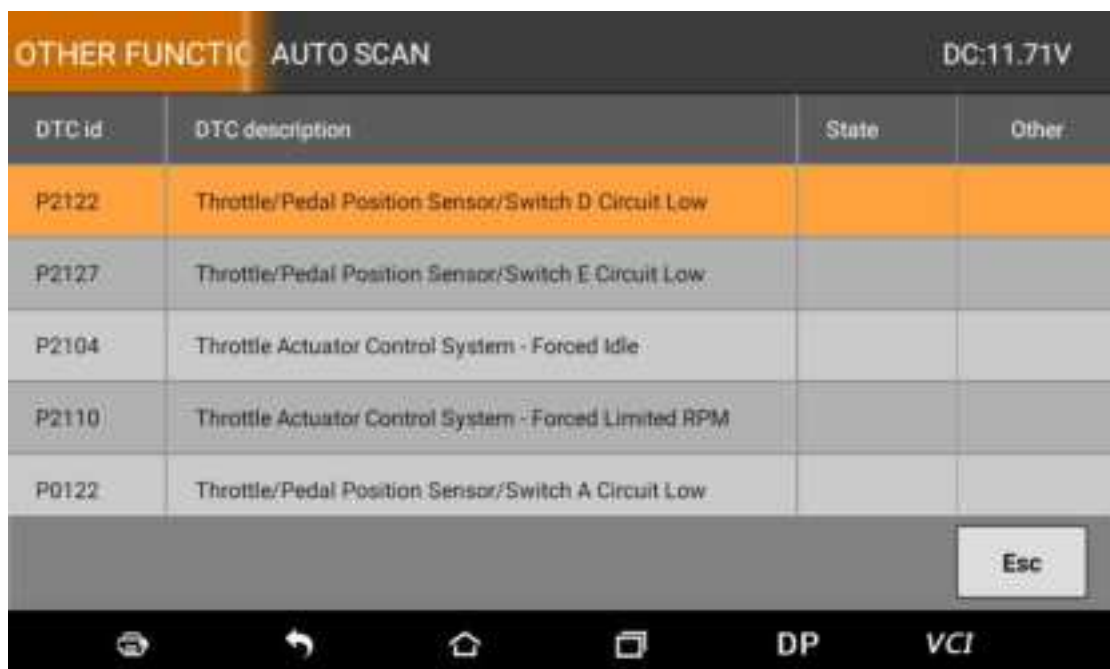 OTHER FUNCTIC AUTO SCAN DC:11.71V
DTC id DTC description State Other
P2122 Throttle/Pedal Position Sensor/Switch D Circuit Low
P2127 Throttle/Pedal Position Sensor/Switch E Circuit Low
P2104 Throttle Actuator Control System - Forced Idle
P2110 Throttle Actuator Control System - Forced Limited RPM
P0122 Throttle/Pedal Position Sensor/Switch A Circuit Low
Esc
DP VCI